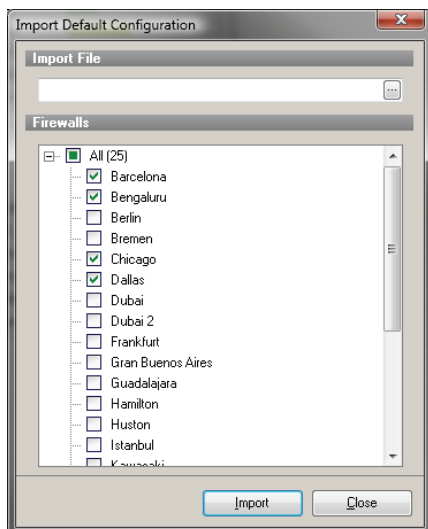 Import Default Configuration
Import File
...
Firewalls
All (25)
Barcelona
Bengaluru
Berlin
Bremen
Chicago
Dallas
Dubai
Dubai 2
Frankfurt
Gran Buenos Aires
Guadalajara
Hamilton
Huston
Istanbul
Kawasaki
Import
Close